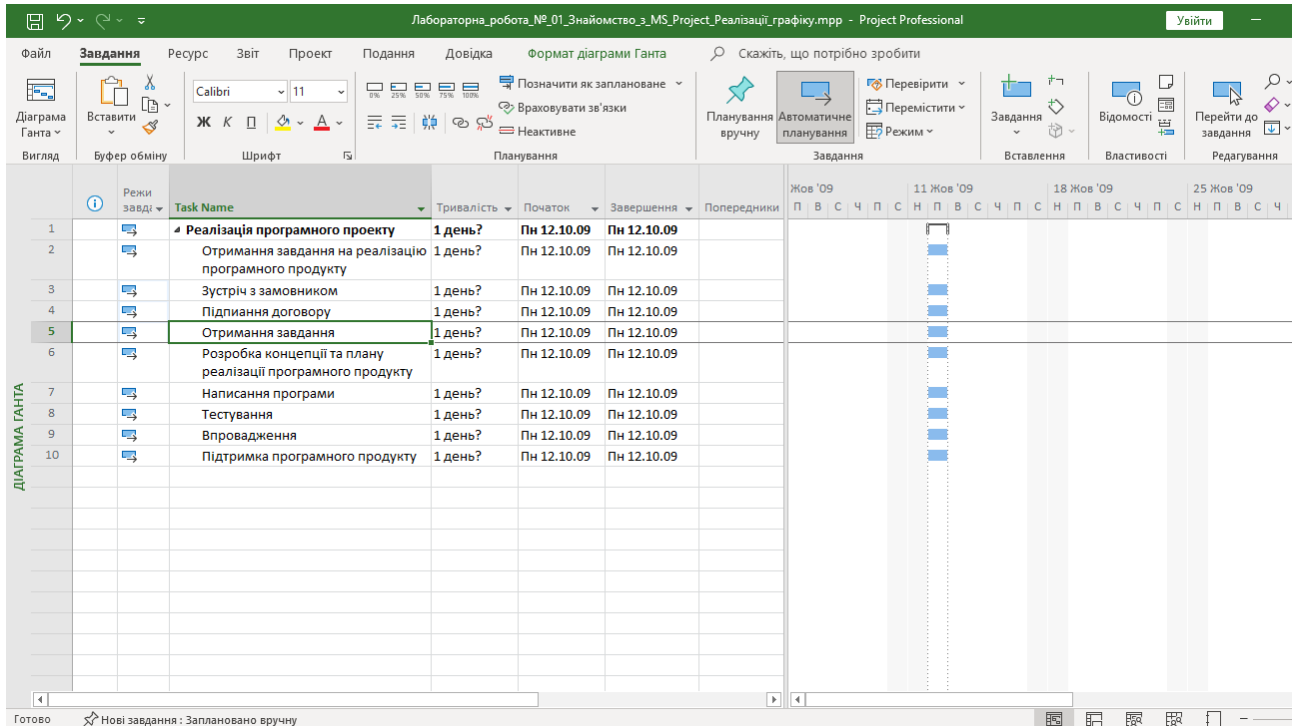 Лабораторна_робота_№_01_Знайомство_з_MS_Project_Реалізації_графіку.mpp - Project Professional
Увійти
Файл Завдання Ресурс Звіт Проект Подання Довідка Формат діаграми Ганта Скажіть, що потрібно зробити
Діаграма Ганта
Вставити
Calibri 11
Ж К П А
0% 25% 50% 75% 100%
Позначити як заплановане
Враховувати зв'язки
Неактивне
Планування вручну
Автоматичне планування
Перевірити
Перемістити
Режим
Завдання
Відомості
Перейти до завдання
Вигляд Буфер обміну Шрифт Планування Завдання Вставлення Властивості Редагування
Режи завда Task Name Тривалість Початок Завершення Попередники
Жов '09 11 Жов '09 18 Жов '09 25 Жов '09
П В С Ч П С Н П В С Ч П С Н П В С Ч П С Н П В С Ч
1 Реалізація програмного проекту 1 день? Пн 12.10.09 Пн 12.10.09
2 Отримання завдання на реалізацію 1 день? Пн 12.10.09 Пн 12.10.09
програмного продукту
3 Зустріч з замовником 1 день? Пн 12.10.09 Пн 12.10.09
4 Підпиання договору 1 день? Пн 12.10.09 Пн 12.10.09
5 Отримання завдання 1 день? Пн 12.10.09 Пн 12.10.09
6 Розробка концепції та плану 1 день? Пн 12.10.09 Пн 12.10.09
реалізації програмного продукту
7 Написання програми 1 день? Пн 12.10.09 Пн 12.10.09
8 Тестування 1 день? Пн 12.10.09 Пн 12.10.09
9 Впровадження 1 день? Пн 12.10.09 Пн 12.10.09
10 Підтримка програмного продукту 1 день? Пн 12.10.09 Пн 12.10.09
ДІАГРАМА ГАНТА
Готово Нові завдання : Заплановано вручну